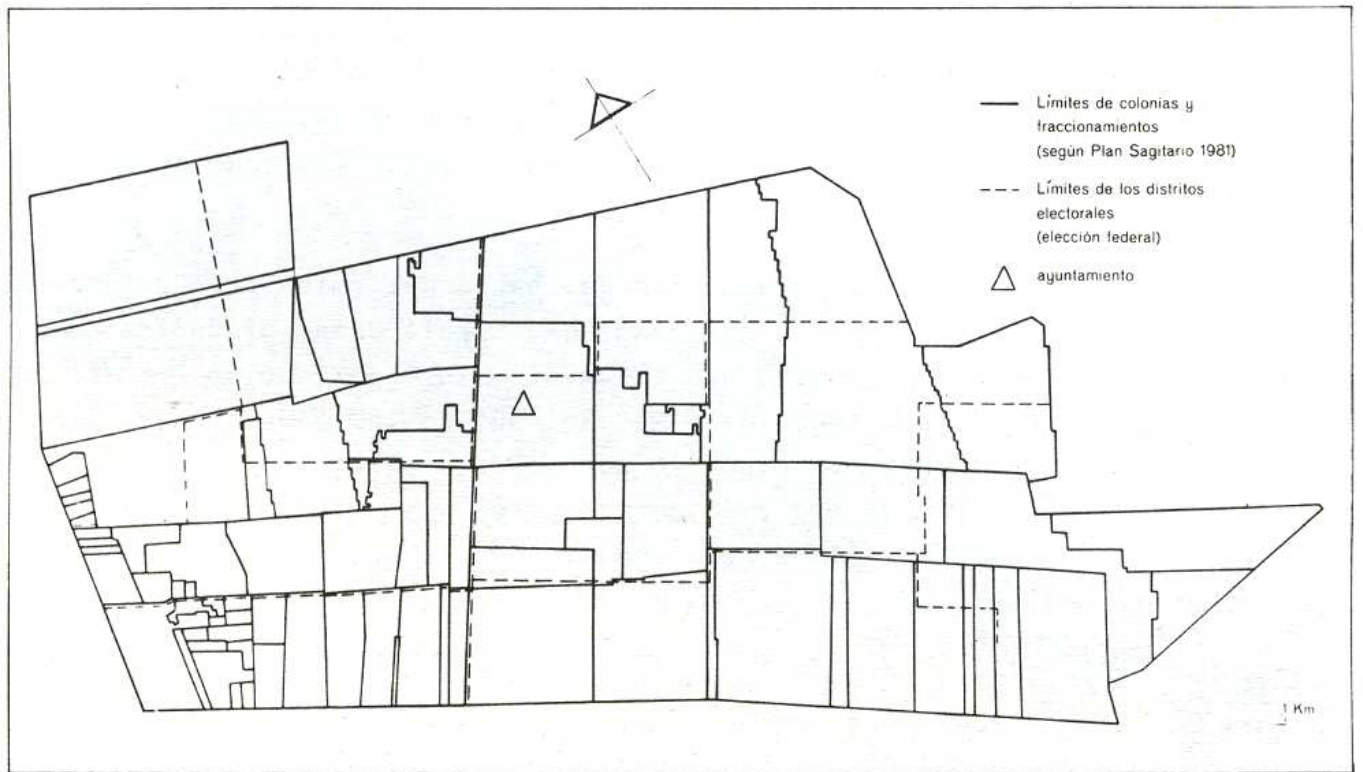 Límites de colonias y
fraccionamientos
(según Plan Sagitario 1981)
Límites de los distritos
electorales
(elección federal)
ayuntamiento
1 Km